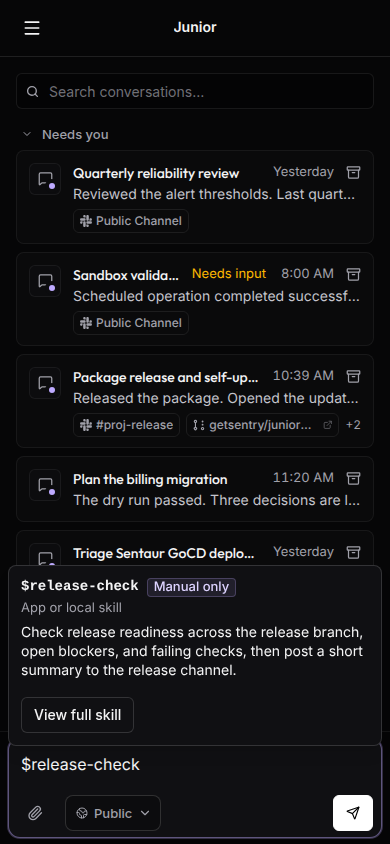 Junior
Search conversations...
Needs you
Quarterly reliability review Yesterday
Reviewed the alert thresholds. Last quart...
Public Channel
Sandbox valida... Needs input 8:00 AM
Scheduled operation completed successf...
Public Channel
Package release and self-up... 10:39 AM
Released the package. Opened the updat...
#proj-release getsentry/junior... +2
Plan the billing migration 11:20 AM
The dry run passed. Three decisions are l...
Triage Sentaur GoCD deplo... Yesterday
$release-check Manual only
App or local skill
Check release readiness across the release branch,
open blockers, and failing checks, then post a short
summary to the release channel.
View full skill
$release-check
Public